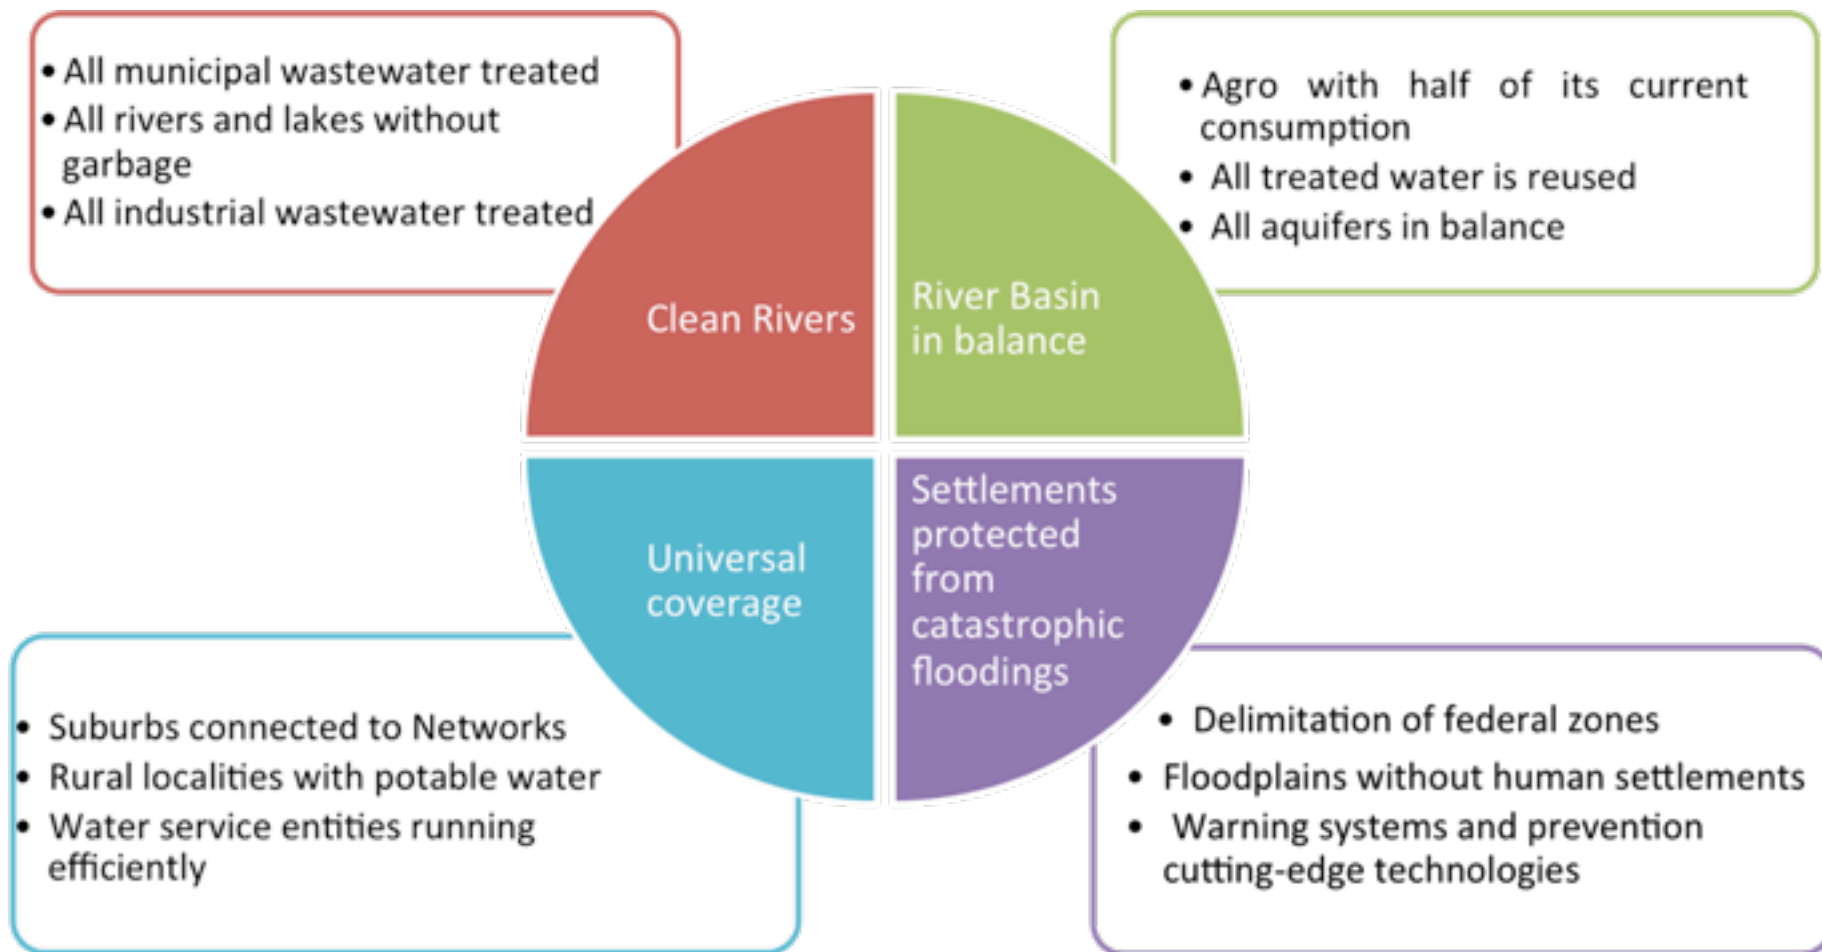 • All municipal wastewater treated
• All rivers and lakes without
garbage
• All industrial wastewater treated
• Agro with half of its current
consumption
• All treated water is reused
• All aquifers in balance
Clean Rivers
River Basin
in balance
Universal
coverage
Settlements
protected
from
catastrophic
floodings
• Suburbs connected to Networks
• Rural localities with potable water
• Water service entities running
efficiently
• Delimitation of federal zones
• Floodplains without human settlements
• Warning systems and prevention
cutting-edge technologies